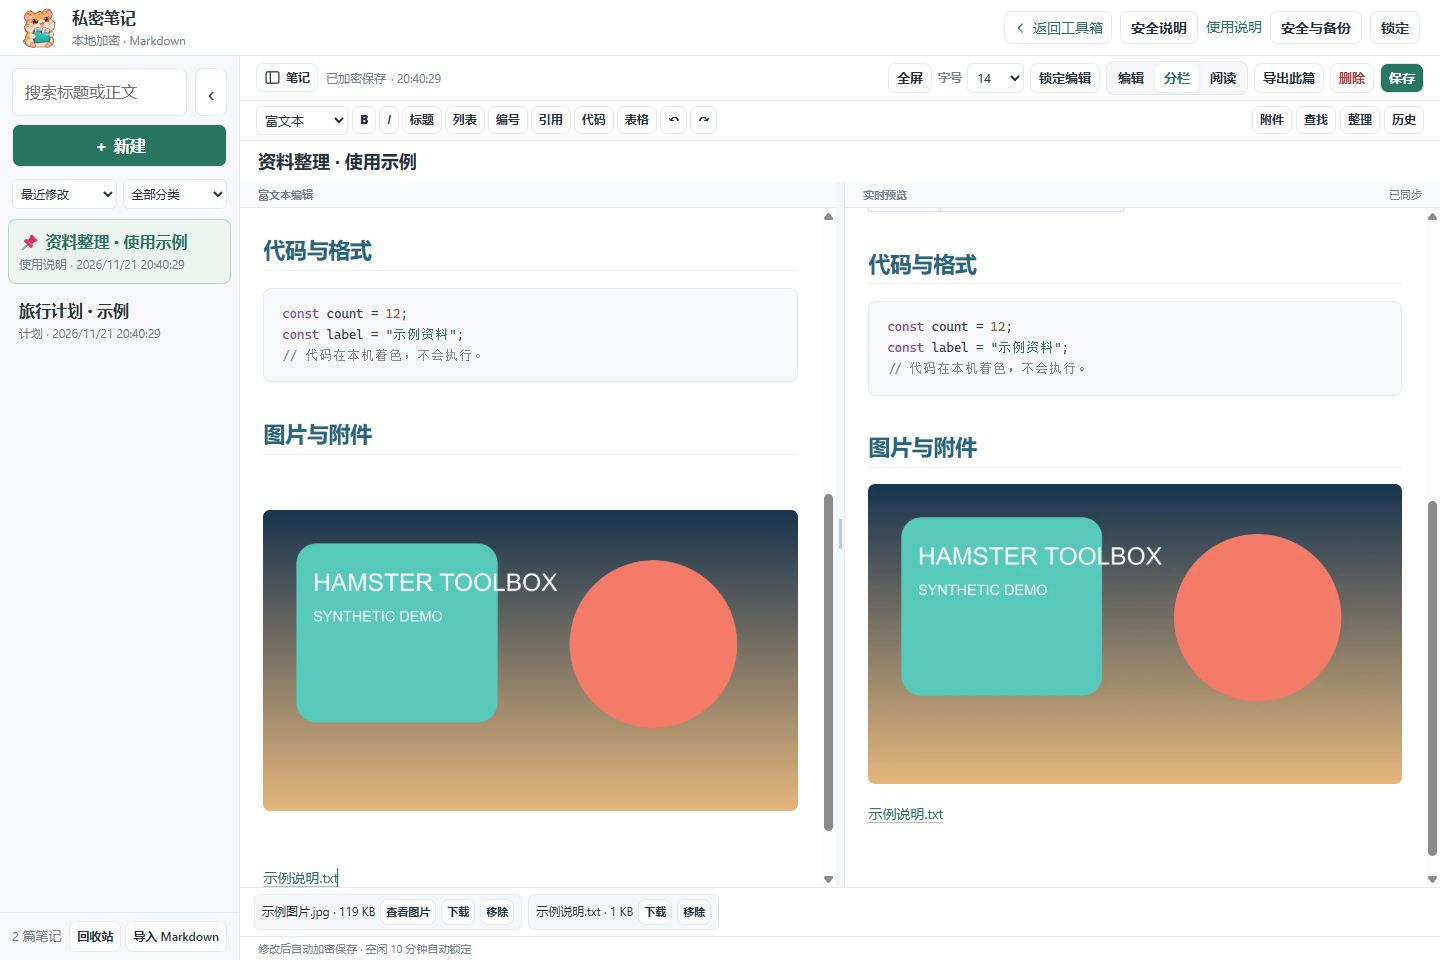 私密笔记
本地加密 · Markdown
返回工具箱
安全说明
使用说明
安全与备份
锁定
搜索标题或正文
+ 新建
最近修改
全部分类
资料整理 · 使用示例
使用说明 · 2026/11/21 20:40:29
旅行计划 · 示例
计划 · 2026/11/21 20:40:29
2 篇笔记
回收站
导入 Markdown
笔记
已加密保存 · 20:40:29
全屏
字号
14
锁定编辑
编辑
分栏
阅读
导出此篇
删除
保存
富文本
B
I
标题
列表
编号
引用
代码
表格
附件
查找
整理
历史
资料整理 · 使用示例
富文本编辑
代码与格式
const count = 12;
const label = "示例资料";
// 代码在本机着色，不会执行。
图片与附件
HAMSTER TOOLBOX
SYNTHETIC DEMO
示例说明.txt
实时预览
已同步
代码与格式
const count = 12;
const label = "示例资料";
// 代码在本机着色，不会执行。
图片与附件
HAMSTER TOOLBOX
SYNTHETIC DEMO
示例说明.txt
示例图片.jpg · 119 KB
查看图片
下载
移除
示例说明.txt · 1 KB
下载
移除
修改后自动加密保存 · 空闲 10 分钟自动锁定